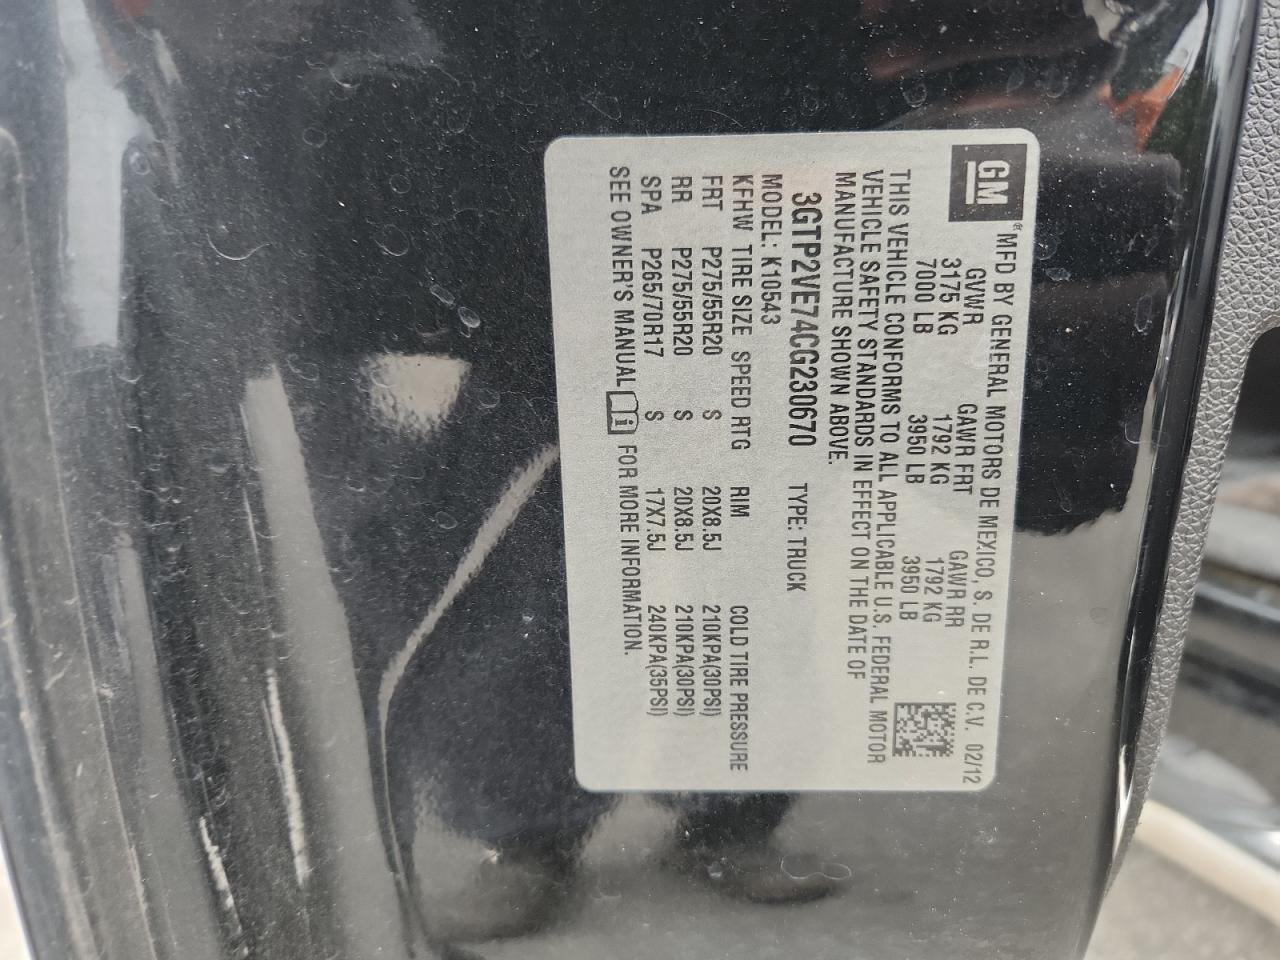 GM
® MFD BY GENERAL MOTORS DE MEXICO, S. DE R.L. DE C.V. 02/12
GVWR GAWR FRT GAWR RR
3175 KG 1792 KG 1792 KG
7000 LB 3950 LB 3950 LB
THIS VEHICLE CONFORMS TO ALL APPLICABLE U.S. FEDERAL MOTOR
VEHICLE SAFETY STANDARDS IN EFFECT ON THE DATE OF
MANUFACTURE SHOWN ABOVE.
3GTP2VE74CG230670 TYPE: TRUCK
MODEL: K10543
KFHW TIRE SIZE SPEED RTG RIM COLD TIRE PRESSURE
FRT P275/55R20 S 20X8.5J 210KPA(30PSI)
RR P275/55R20 S 20X8.5J 210KPA(30PSI)
SPA P265/70R17 S 17X7.5J 240KPA(35PSI)
SEE OWNER'S MANUAL i FOR MORE INFORMATION.